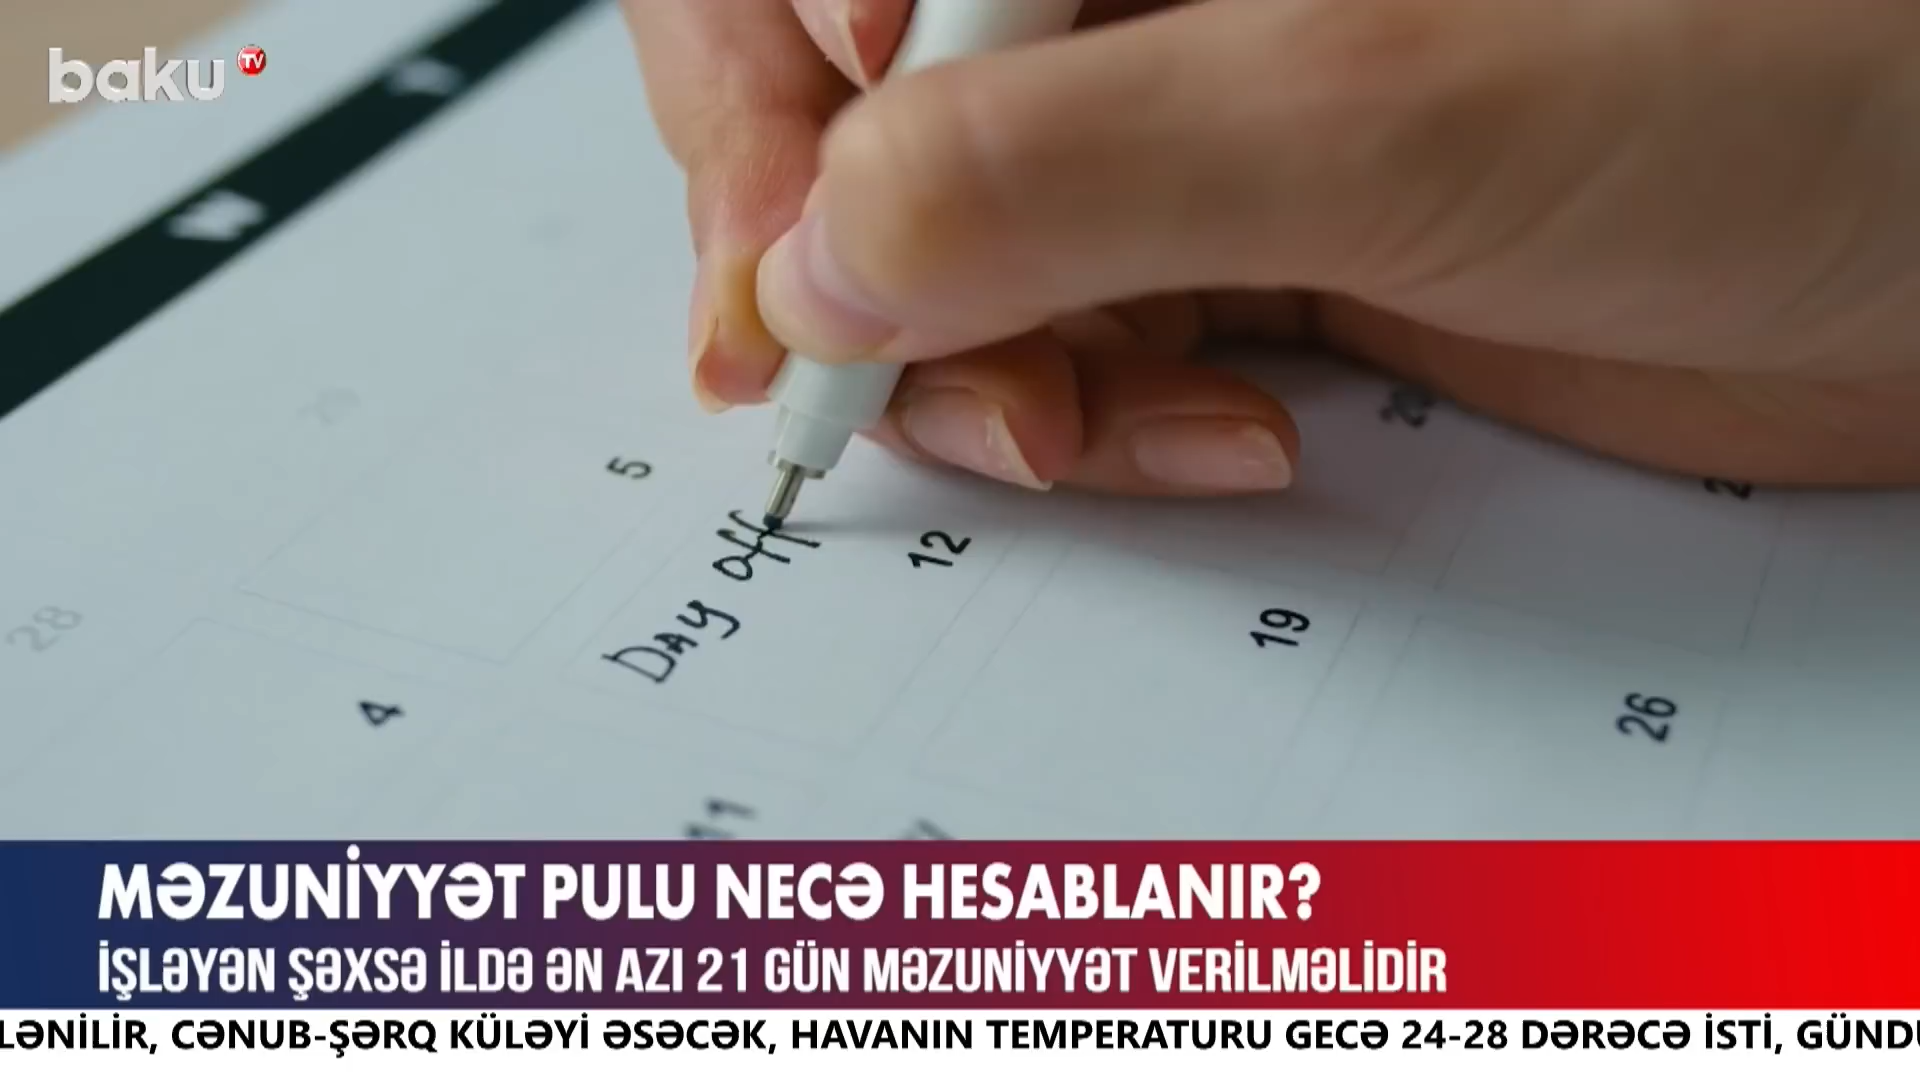 baku TV
5
Day off
12
19
26
28
4
11
MƏZUNİYYƏT PULU NECƏ HESABLANIR?
İŞLƏYƏN ŞƏXSƏ İLDƏ ƏN AZI 21 GÜN MƏZUNİYYƏT VERİLMƏLİDİR
LƏNİLİR, CƏNUB-ŞƏRQ KÜLƏYİ ƏSƏCƏK, HAVANIN TEMPERATURU GECƏ 24-28 DƏRƏCƏ İSTİ, GÜND